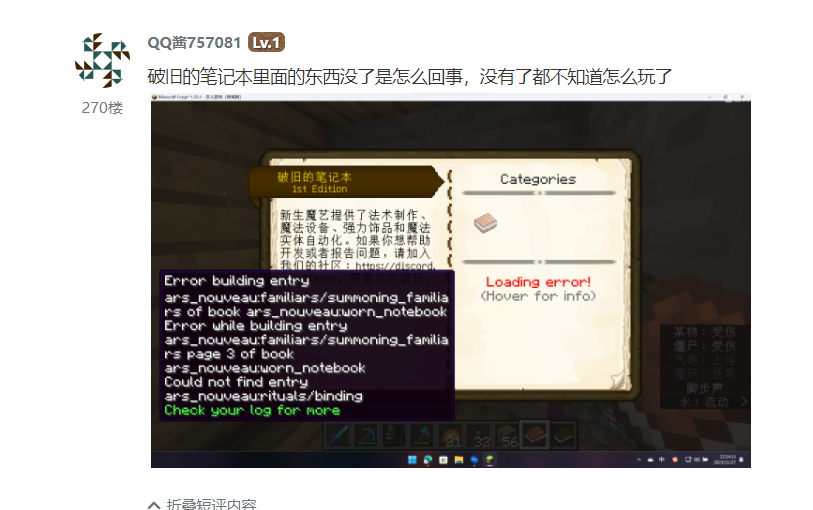 QQ酱757081 Lv.1
破旧的笔记本里面的东西没了是怎么回事，没有了都不知道怎么玩了
270楼
破旧的笔记本
1st Edition
新生魔艺提供了法术制作、
魔法设备、强力饰品和魔法
实体自动化。如果你想帮助
开发或者报告问题，请加入
我们的社区：https://discord.
Categories
Loading error!
(Hover for info)
Error building entry
ars_nouveau:familiars/summoning_familia
rs of book ars_nouveau:worn_notebook
Error while building entry
ars_nouveau:familiars/summoning_familia
rs page 3 of book
ars_nouveau:worn_notebook
Could not find entry
ars_nouveau:rituals/binding
Check your log for more
某物：受伤
僵尸：受伤
脚步声
水：流动
21
32
56
折叠短评内容